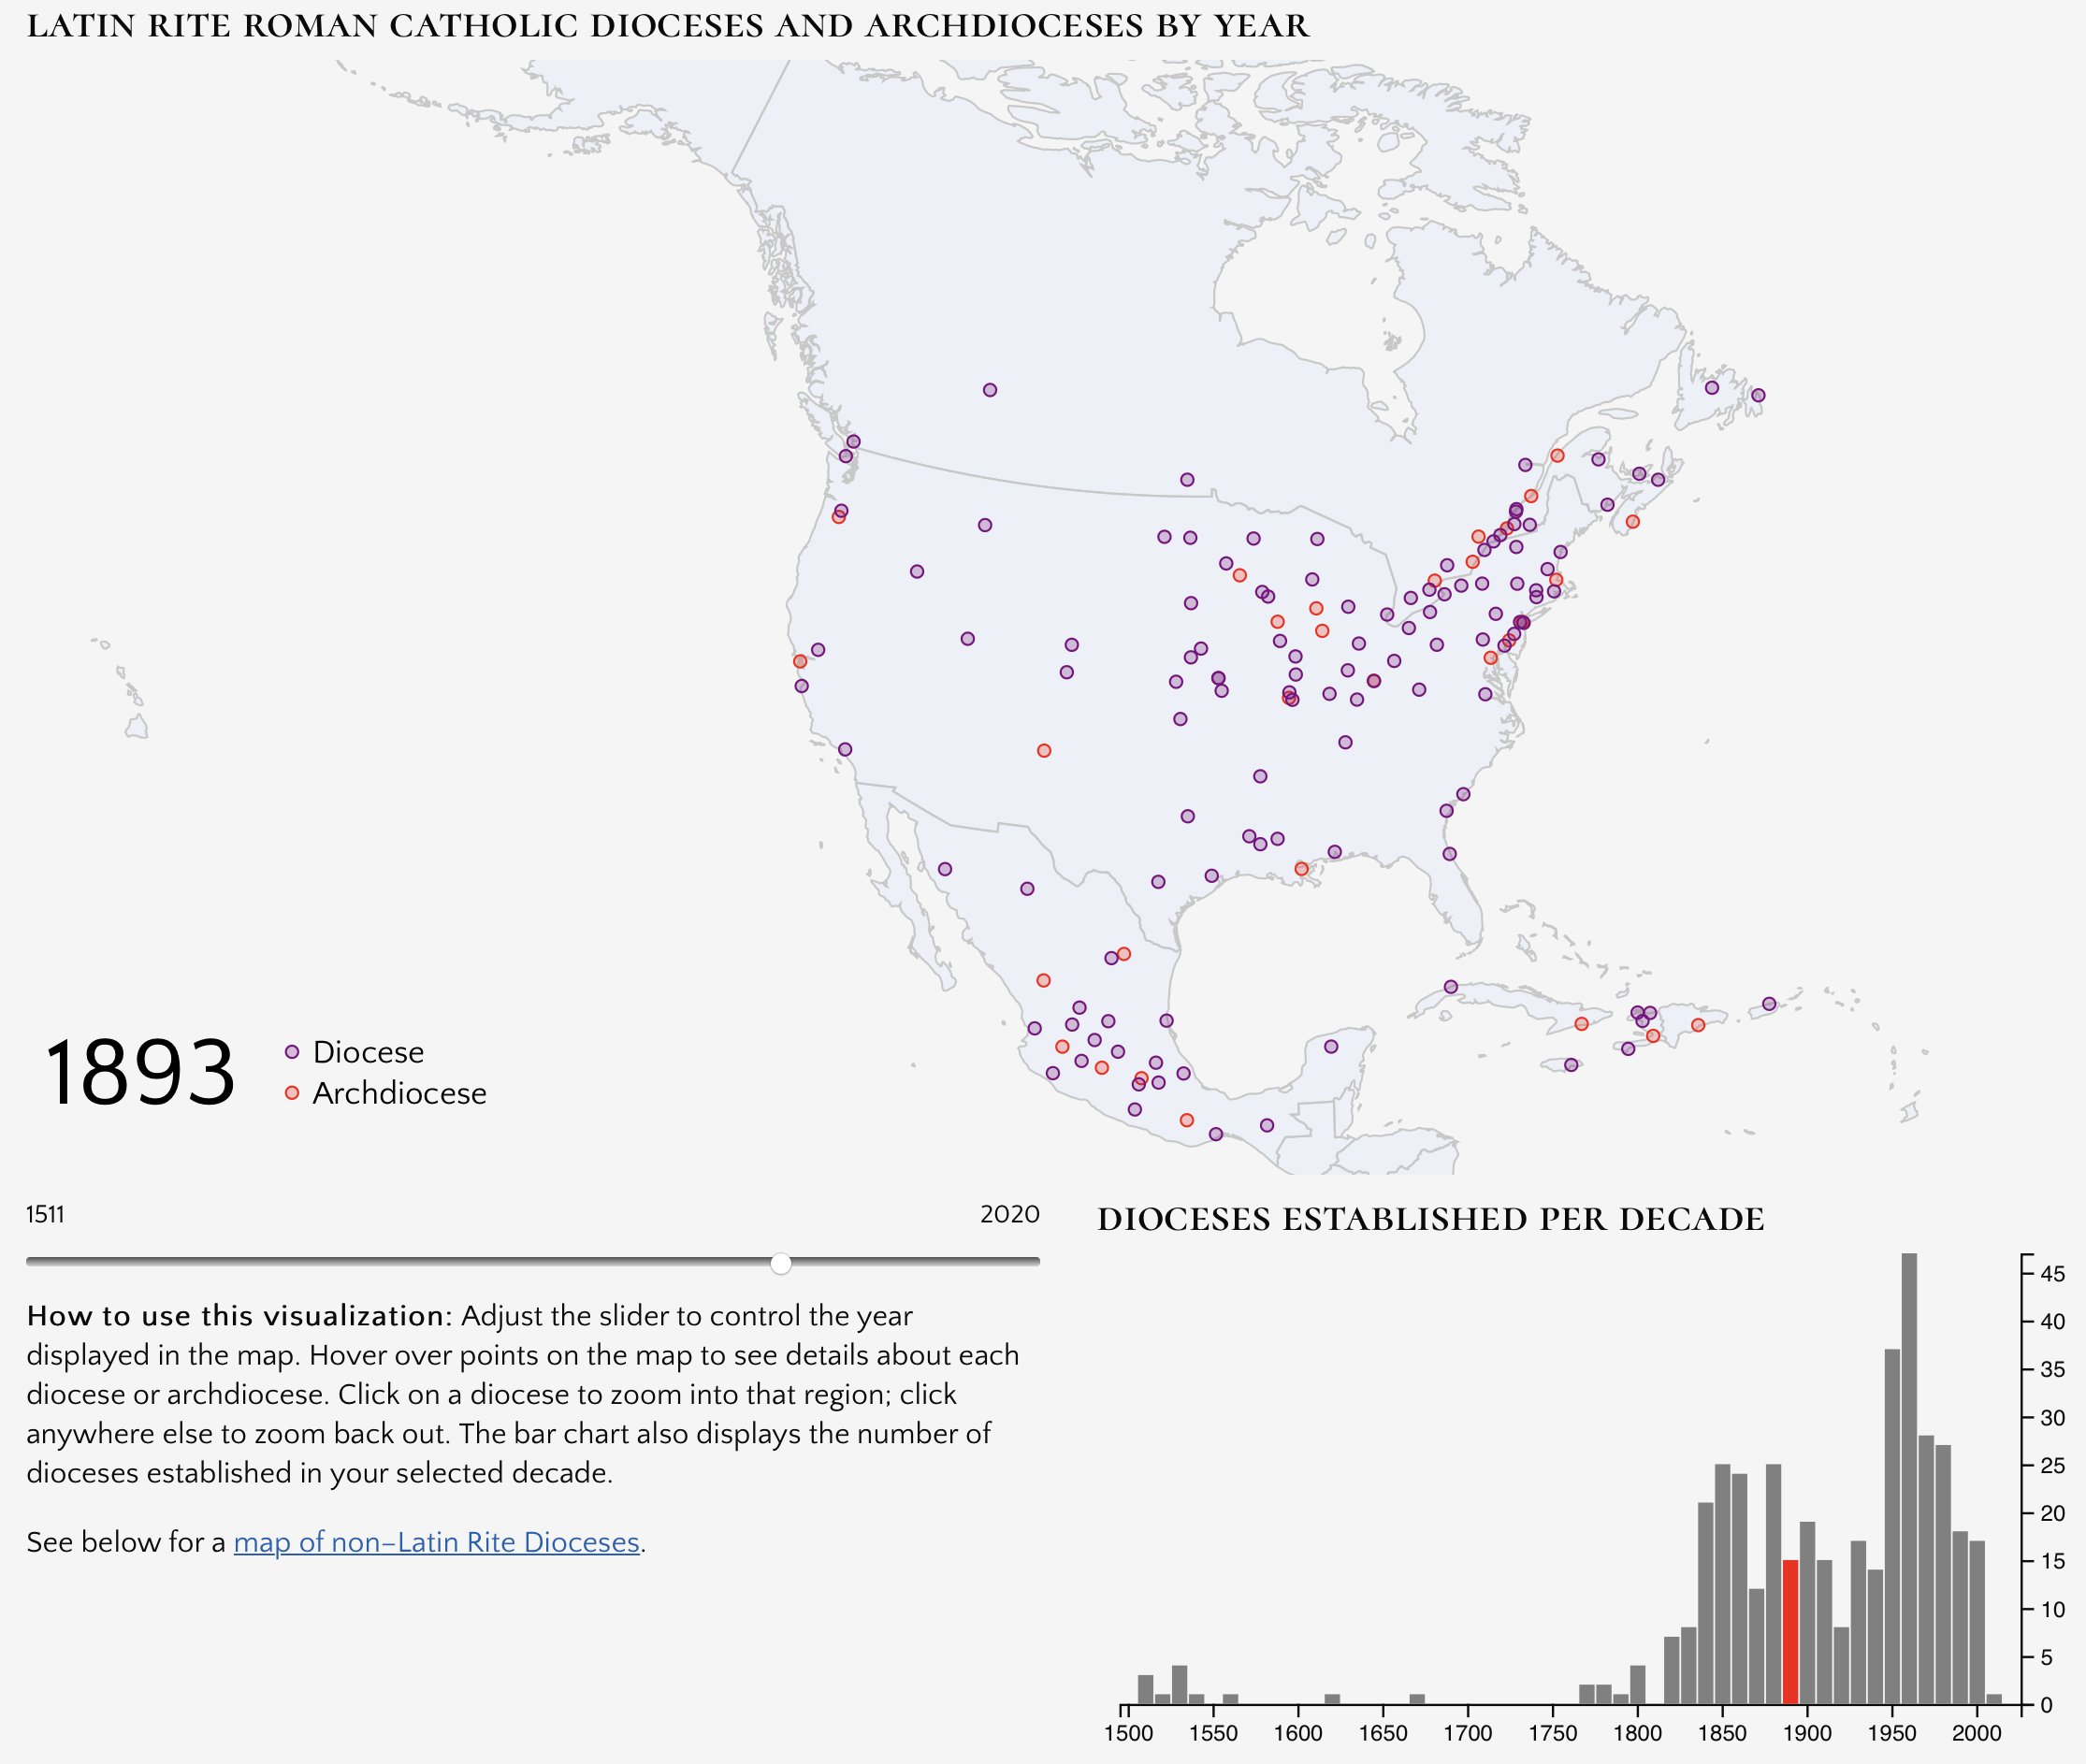 LATIN RITE ROMAN CATHOLIC DIOCESES AND ARCHDIOCESES BY YEAR
1893
Diocese
Archdiocese
1511
2020
How to use this visualization: Adjust the slider to control the year
displayed in the map. Hover over points on the map to see details about each
diocese or archdiocese. Click on a diocese to zoom into that region; click
anywhere else to zoom back out. The bar chart also displays the number of
dioceses established in your selected decade.
See below for a map of non–Latin Rite Dioceses.
DIOCESES ESTABLISHED PER DECADE
45
40
35
30
25
20
15
10
5
0
1500 1550 1600 1650 1700 1750 1800 1850 1900 1950 2000